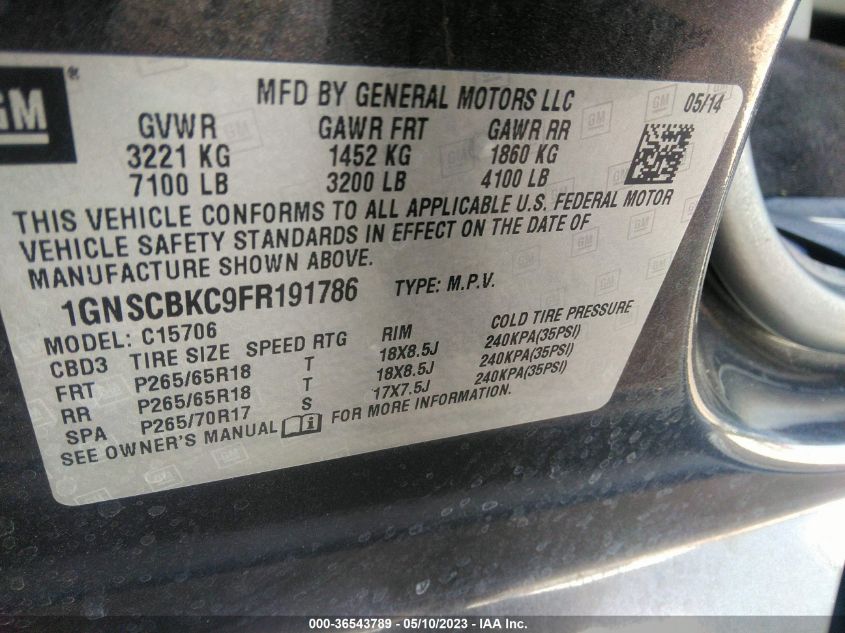 GM ®
MFD BY GENERAL MOTORS LLC 05/14
GVWR GAWR FRT GAWR RR
3221 KG 1452 KG 1860 KG
7100 LB 3200 LB 4100 LB
THIS VEHICLE CONFORMS TO ALL APPLICABLE U.S. FEDERAL MOTOR
VEHICLE SAFETY STANDARDS IN EFFECT ON THE DATE OF
MANUFACTURE SHOWN ABOVE.
1GNSCBKC9FR191786 TYPE: M.P.V.
MODEL: C15706
CBD3 TIRE SIZE SPEED RTG RIM COLD TIRE PRESSURE
FRT P265/65R18 T 18X8.5J 240KPA(35PSI)
RR P265/65R18 T 18X8.5J 240KPA(35PSI)
SPA P265/70R17 S 17X7.5J 240KPA(35PSI)
SEE OWNER'S MANUAL FOR MORE INFORMATION.
000-36543789 - 05/10/2023 - IAA Inc.